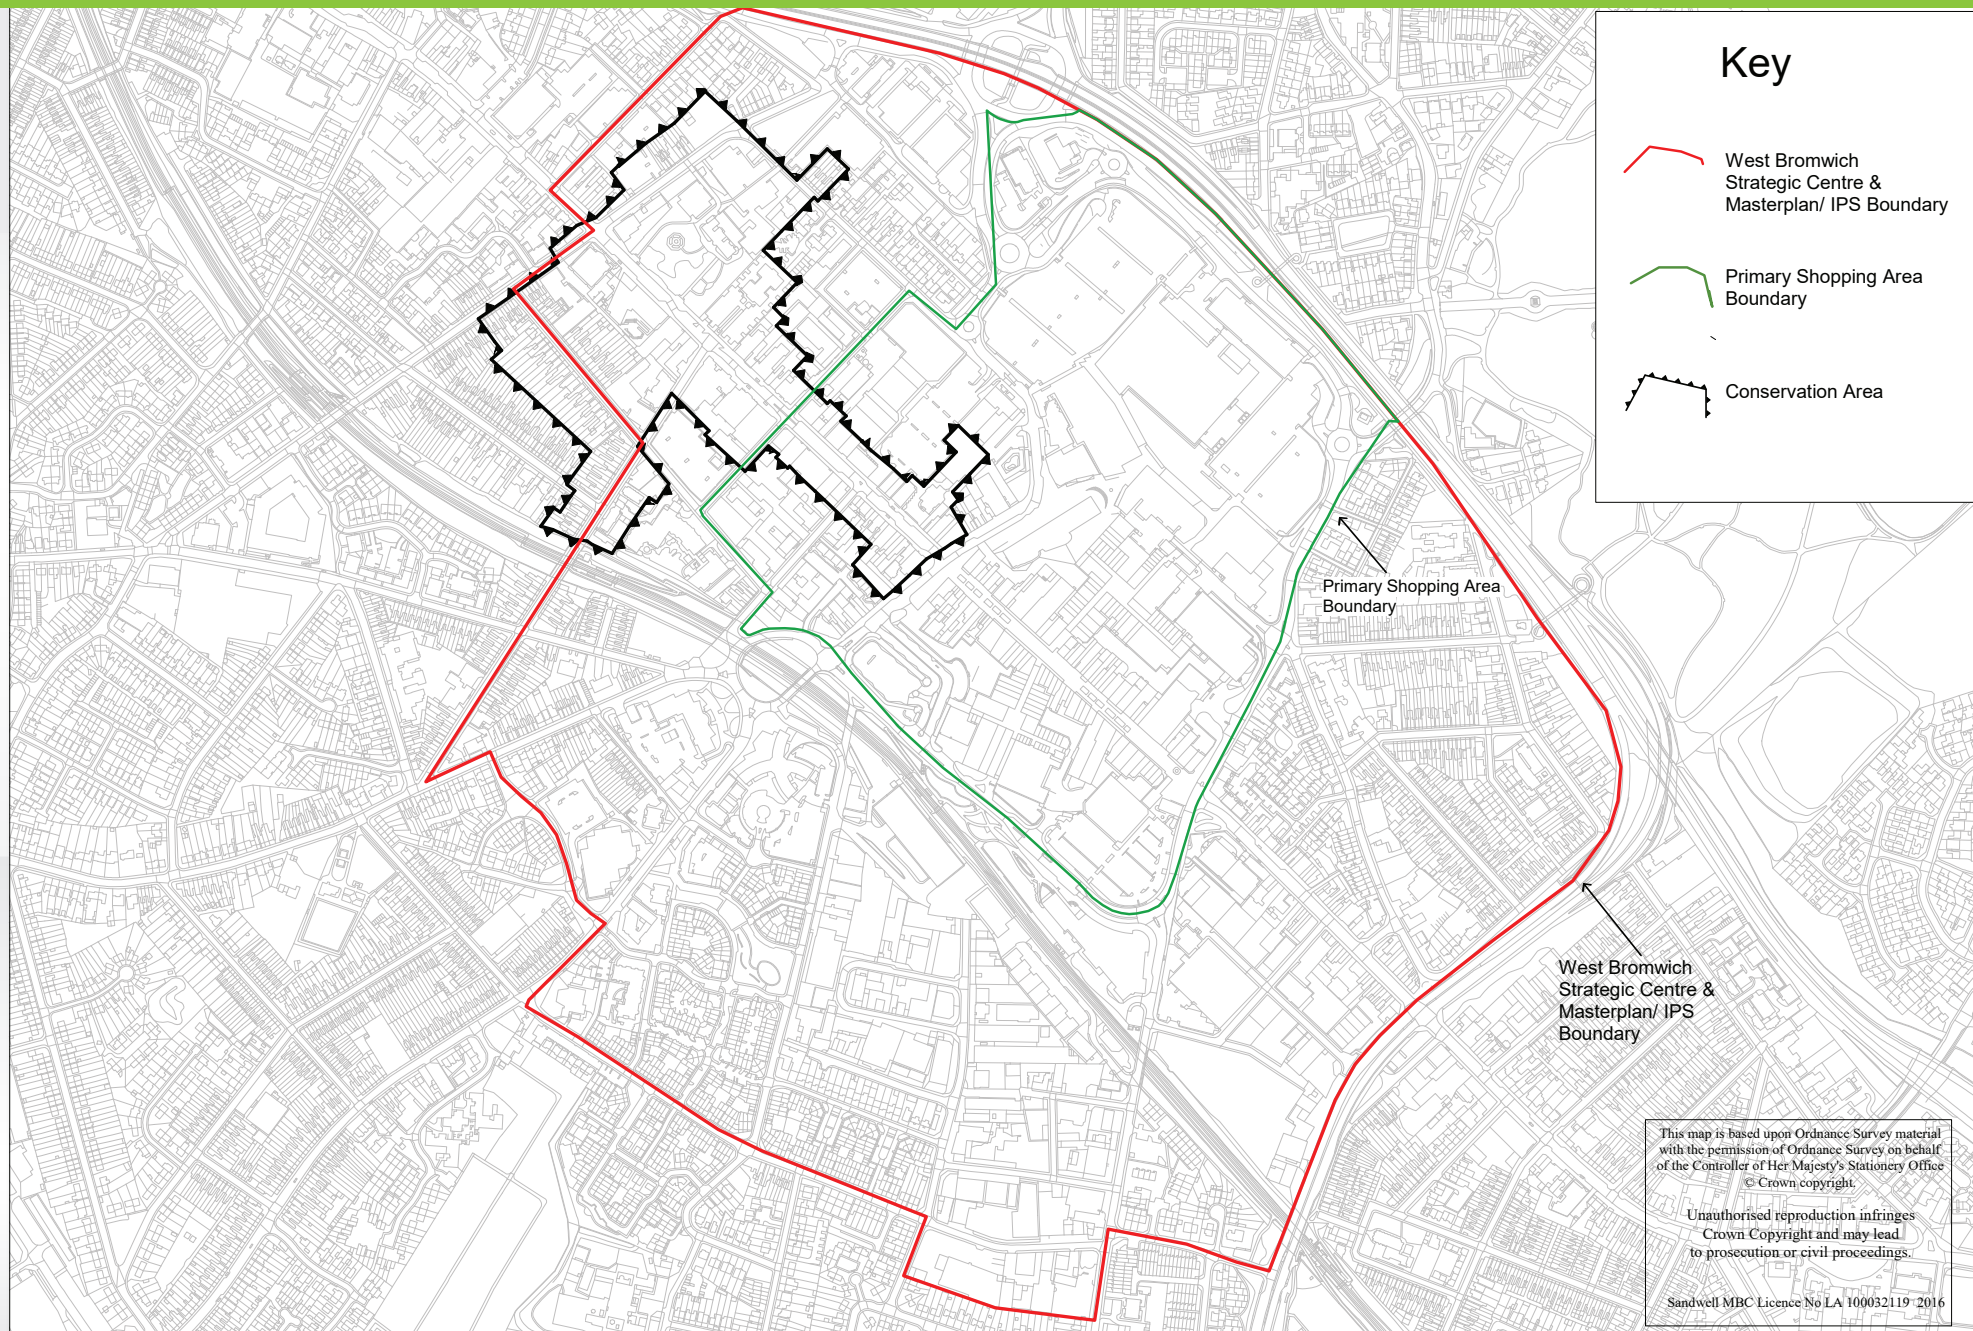 Key
West Bromwich
Strategic Centre &
Masterplan/ IPS Boundary
Primary Shopping Area
Boundary
Conservation Area
Primary Shopping Area
Boundary
West Bromwich
Strategic Centre &
Masterplan/ IPS
Boundary
This map is based upon Ordnance Survey material
with the permission of Ordnance Survey on behalf
of the Controller of Her Majesty's Stationery Office
© Crown copyright.
Unauthorised reproduction infringes
Crown Copyright and may lead
to prosecution or civil proceedings.
Sandwell MBC Licence No LA 100032119 2016